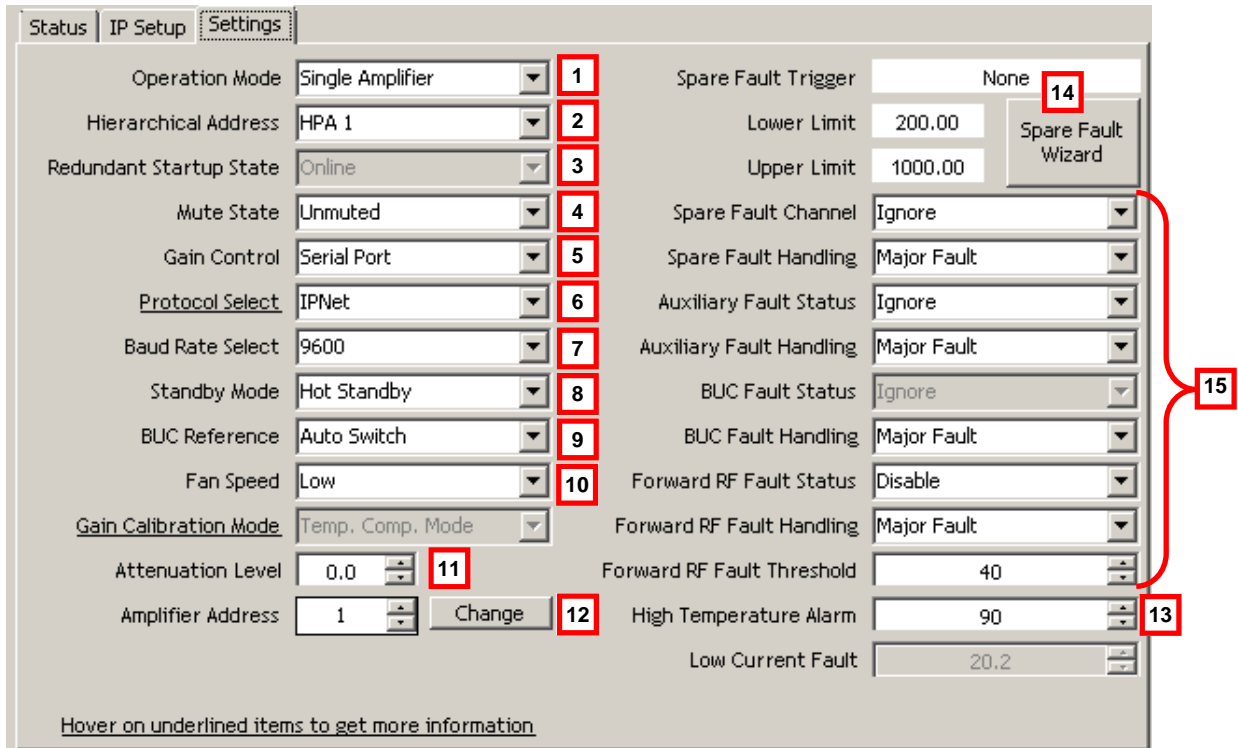 Status IP Setup Settings
Operation Mode Single Amplifier 1
Hierarchical Address HPA 1 2
Redundant Startup State Online 3
Mute State Unmuted 4
Gain Control Serial Port 5
Protocol Select IPNet 6
Baud Rate Select 9600 7
Standby Mode Hot Standby 8
BUC Reference Auto Switch 9
Fan Speed Low 10
Gain Calibration Mode Temp. Comp. Mode
Attenuation Level 0.0 11
Amplifier Address 1 Change 12
Spare Fault Trigger None
14
Lower Limit 200.00
Upper Limit 1000.00
Spare Fault
Wizard
Spare Fault Channel Ignore
Spare Fault Handling Major Fault
Auxiliary Fault Status Ignore
Auxiliary Fault Handling Major Fault
BUC Fault Status Ignore
15
BUC Fault Handling Major Fault
Forward RF Fault Status Disable
Forward RF Fault Handling Major Fault
Forward RF Fault Threshold 40
High Temperature Alarm 90 13
Low Current Fault 20.2
Hover on underlined items to get more information